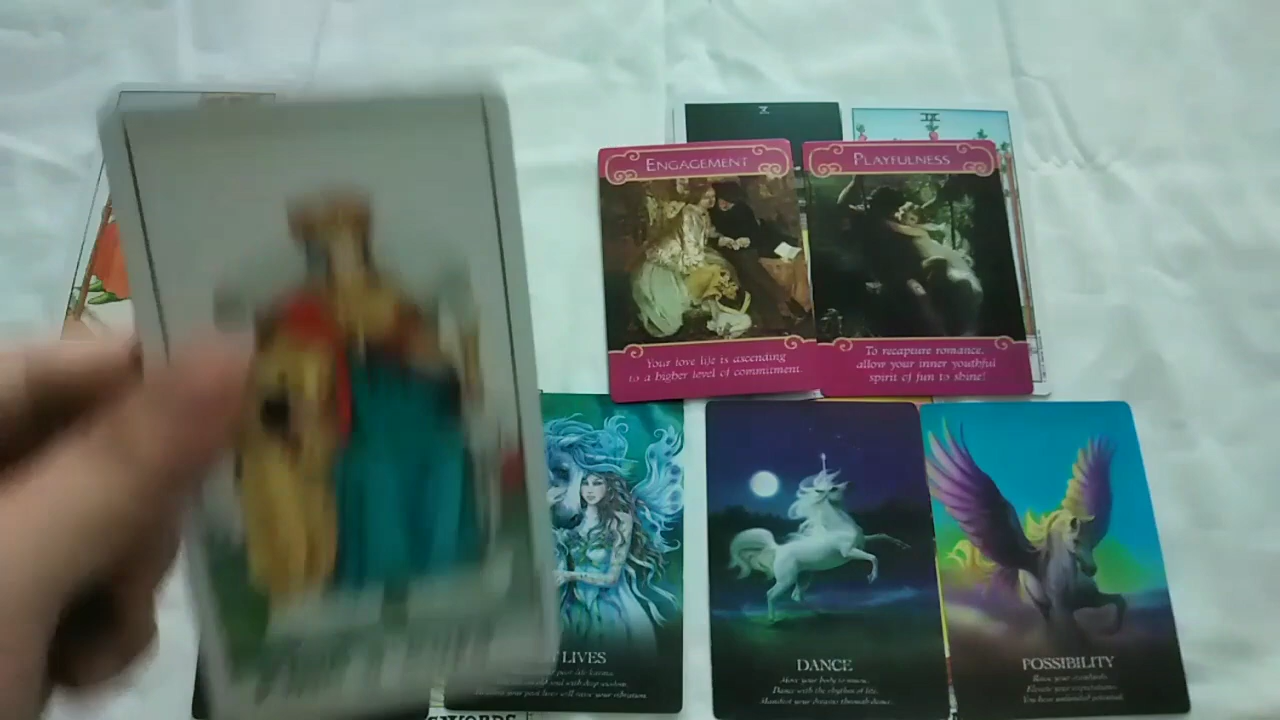 X
IX
ENGAGEMENT
Your love life is ascending
to a higher level of commitment.
PLAYFULNESS
To recapture romance,
allow your inner youthful
spirit of fun to shine!
LIVES
DANCE
Move your body to music.
Dance with the rhythm of life.
Manifest your dreams through dance.
POSSIBILITY
Raise your standards.
Elevate your expectations.
You have unlimited potential.
SWORDS